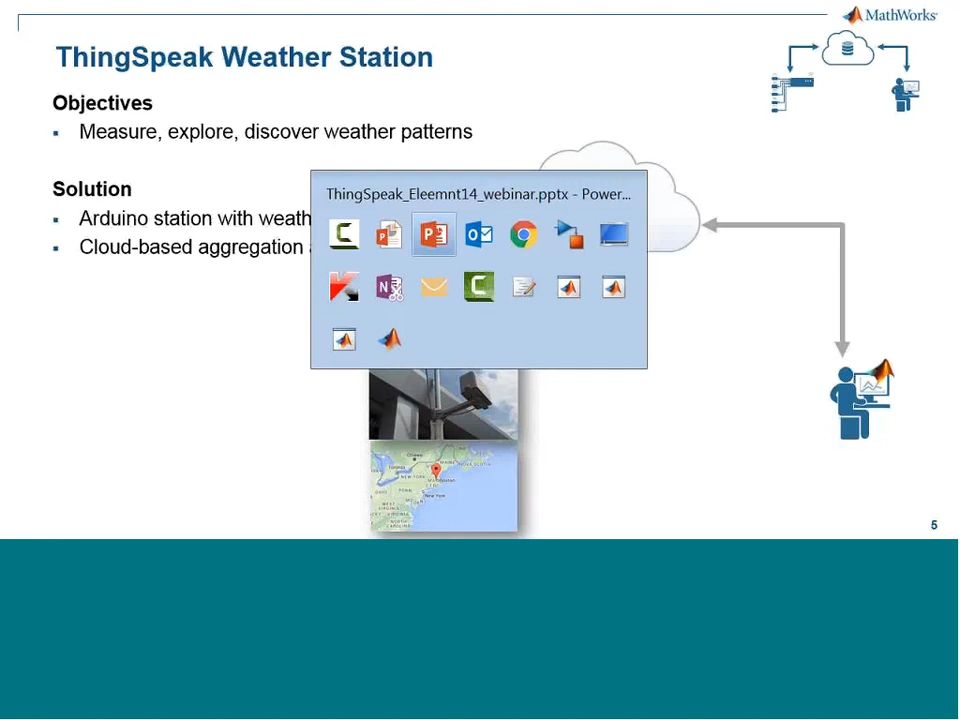 MathWorks
ThingSpeak Weather Station
Objectives
Measure, explore, discover weather patterns
Solution
Arduino station with weath
Cloud-based aggregation
ThingSpeak_Eleemnt14_webinar.pptx - Power...
5